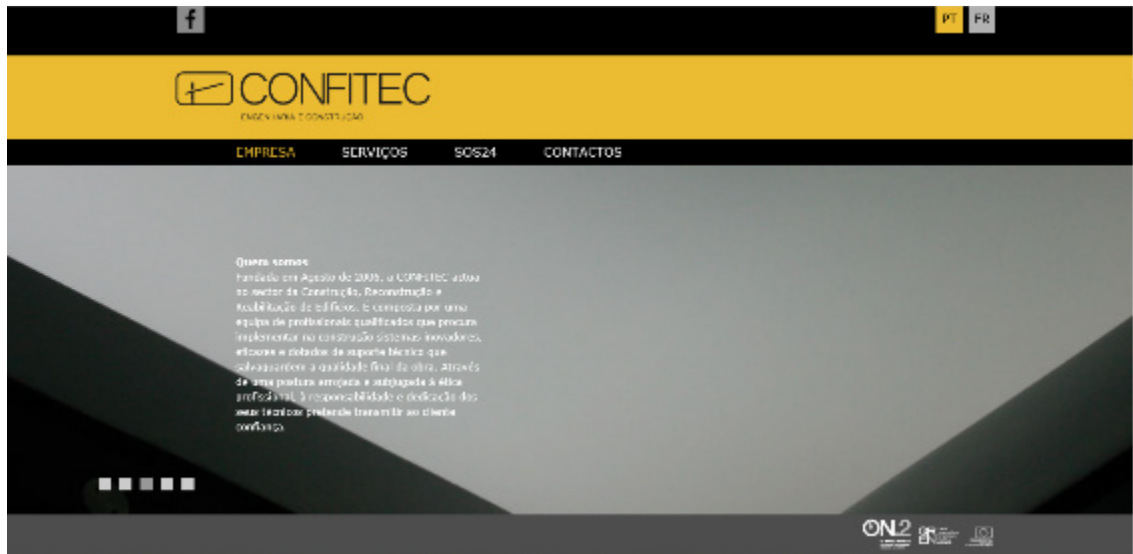 f
PT FR
CONFITEC
ENGENHARIA E CONSTRUÇÃO
EMPRESA SERVIÇOS SOS24 CONTACTOS
Quem somos
Fundada em Agosto de 2006, a CONFITEC actua
no sector da Construção, Reconstrução e
Reabilitação de Edifícios. É composta por uma
equipa de profissionais qualificados que procura
implementar na construção sistemas inovadores,
eficazes e dotados de suporte técnico que
salvaguardem a qualidade final da obra. Através
de uma postura arrojada e subjugada à ética
profissional, à responsabilidade e dedicação dos
seus técnicos pretende transmitir ao cliente
confiança.
ON.2